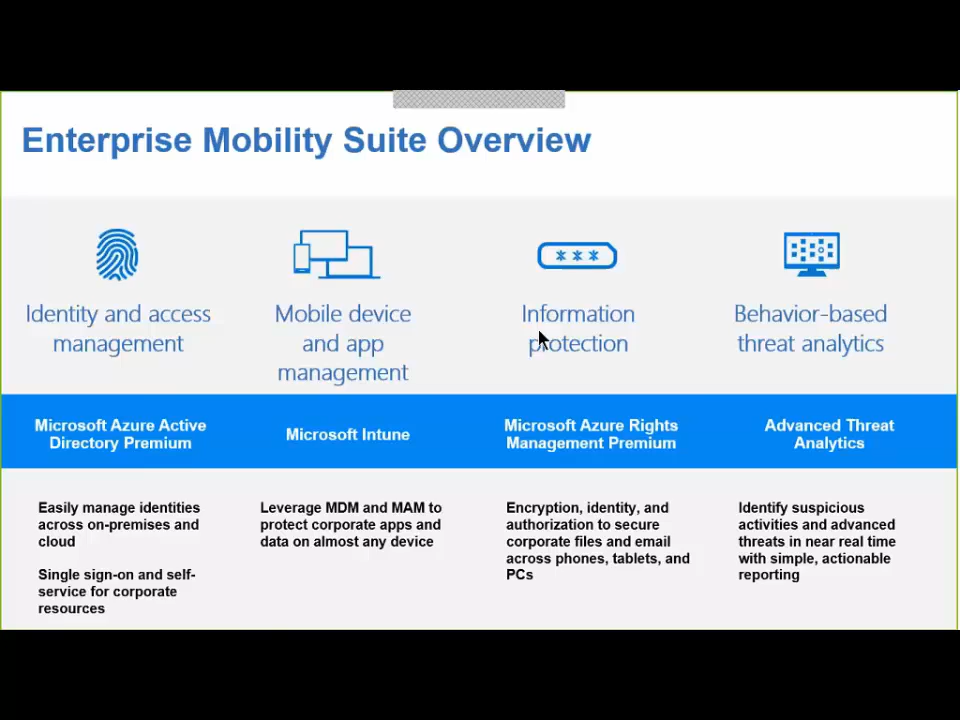 Enterprise Mobility Suite Overview
Identity and access
management
Mobile device
and app
management
Information
protection
Behavior-based
threat analytics
Microsoft Azure Active
Directory Premium
Microsoft Intune
Microsoft Azure Rights
Management Premium
Advanced Threat
Analytics
Easily manage identities
across on-premises and
cloud
Single sign-on and self-
service for corporate
resources
Leverage MDM and MAM to
protect corporate apps and
data on almost any device
Encryption, identity, and
authorization to secure
corporate files and email
across phones, tablets, and
PCs
Identify suspicious
activities and advanced
threats in near real time
with simple, actionable
reporting